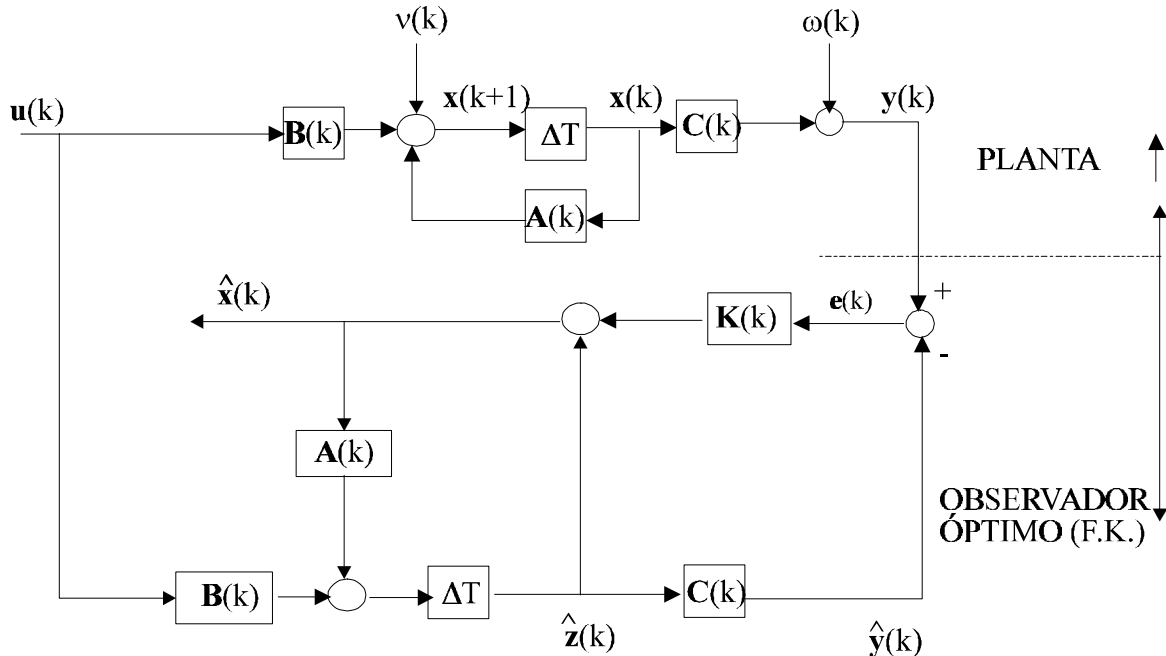 ν(k)
ω(k)
u(k)
x(k+1)
x(k)
y(k)
B(k)
ΔT
C(k)
A(k)
PLANTA
x̂(k)
K(k)
e(k)
+
-
A(k)
OBSERVADOR
ÓPTIMO (F.K.)
B(k)
ΔT
C(k)
ẑ(k)
ŷ(k)